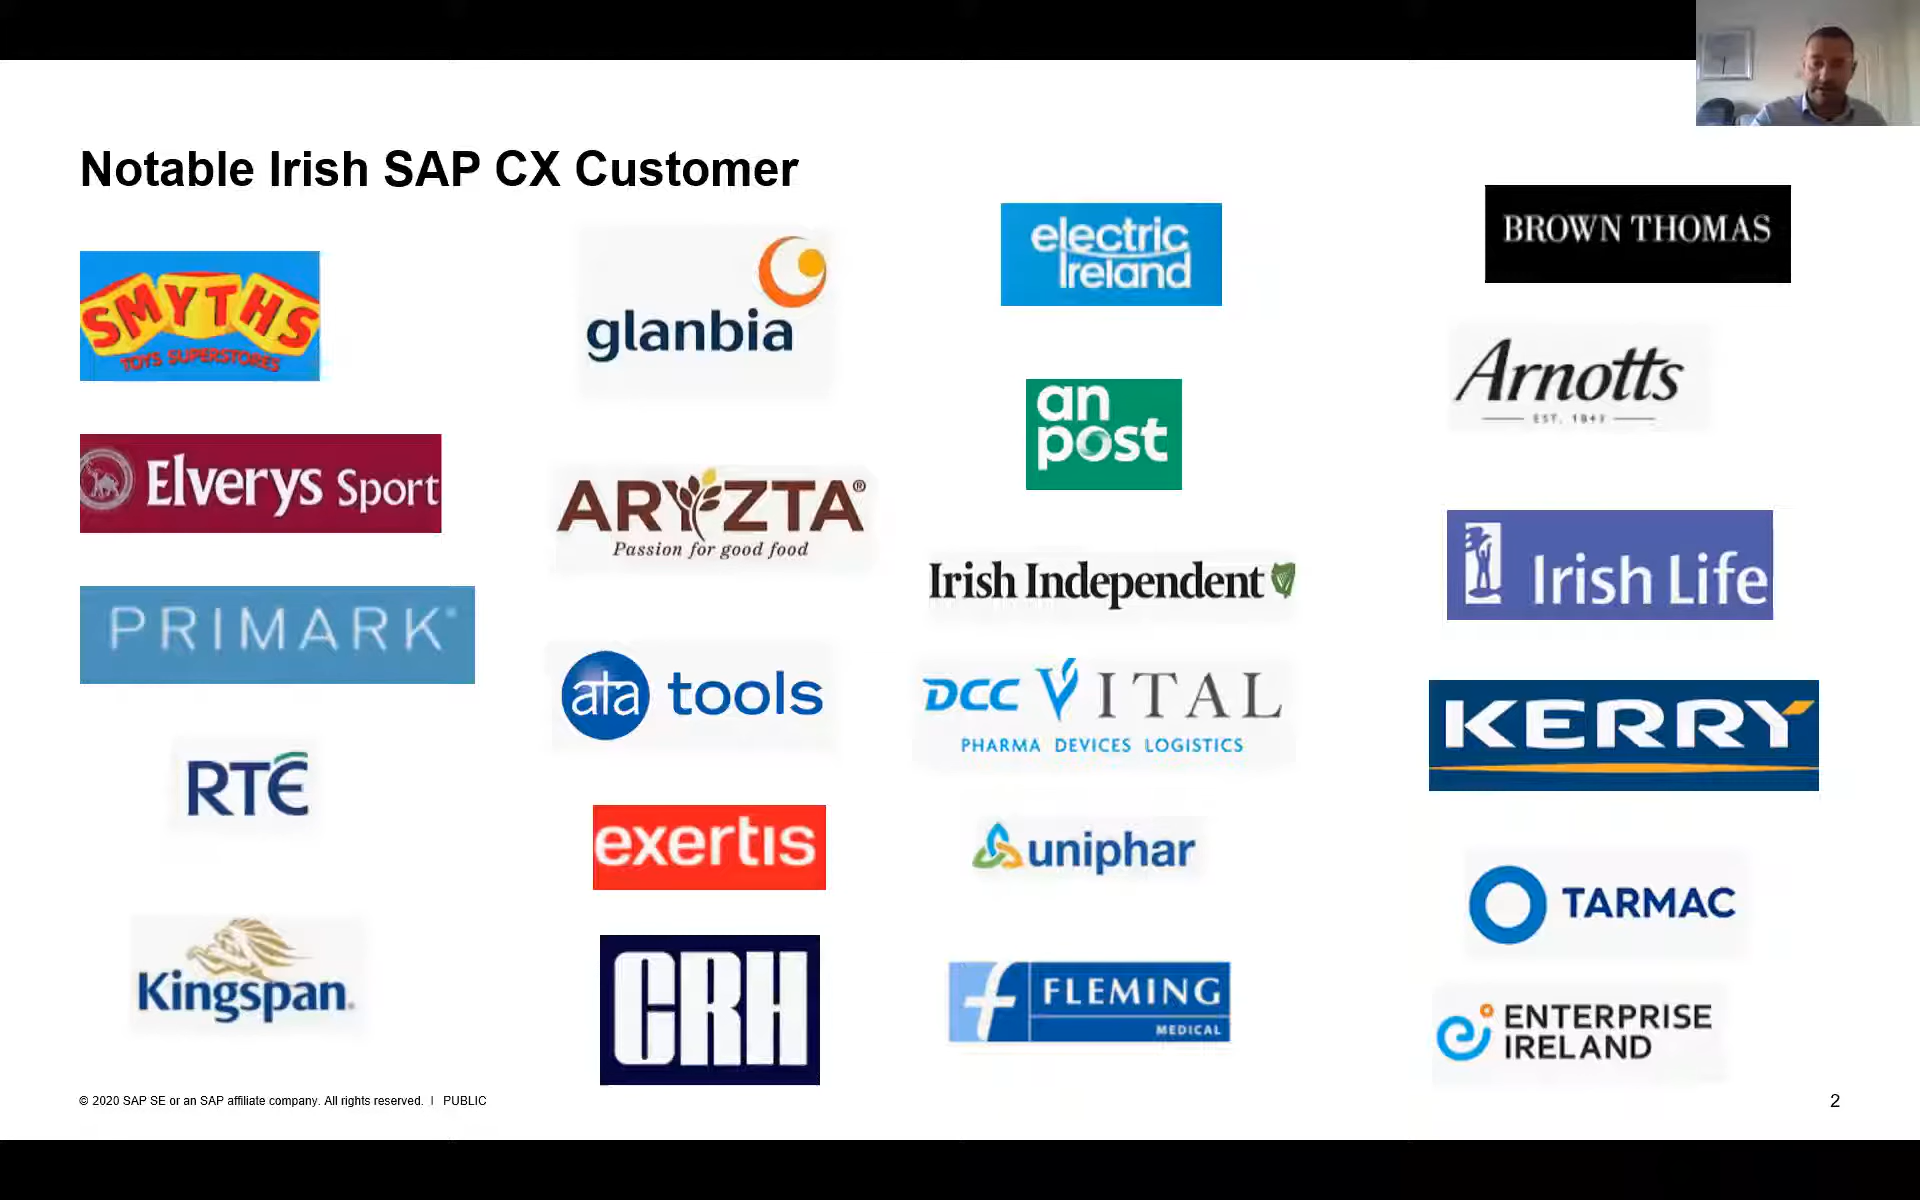 Notable Irish SAP CX Customer
SMYTHS
TOYS SUPERSTORES
Elverys Sport
PRIMARK
RTÉ
Kingspan
glanbia
ARYZTA®
Passion for good food
ata tools
exertis
CRH
electric
Ireland
an
post
Irish Independent
DCC VITAL
PHARMA DEVICES LOGISTICS
uniphar
FLEMING
MEDICAL
BROWN THOMAS
Arnotts
EST. 1843
Irish Life
KERRY
TARMAC
ENTERPRISE
IRELAND
© 2020 SAP SE or an SAP affiliate company. All rights reserved. | PUBLIC
2